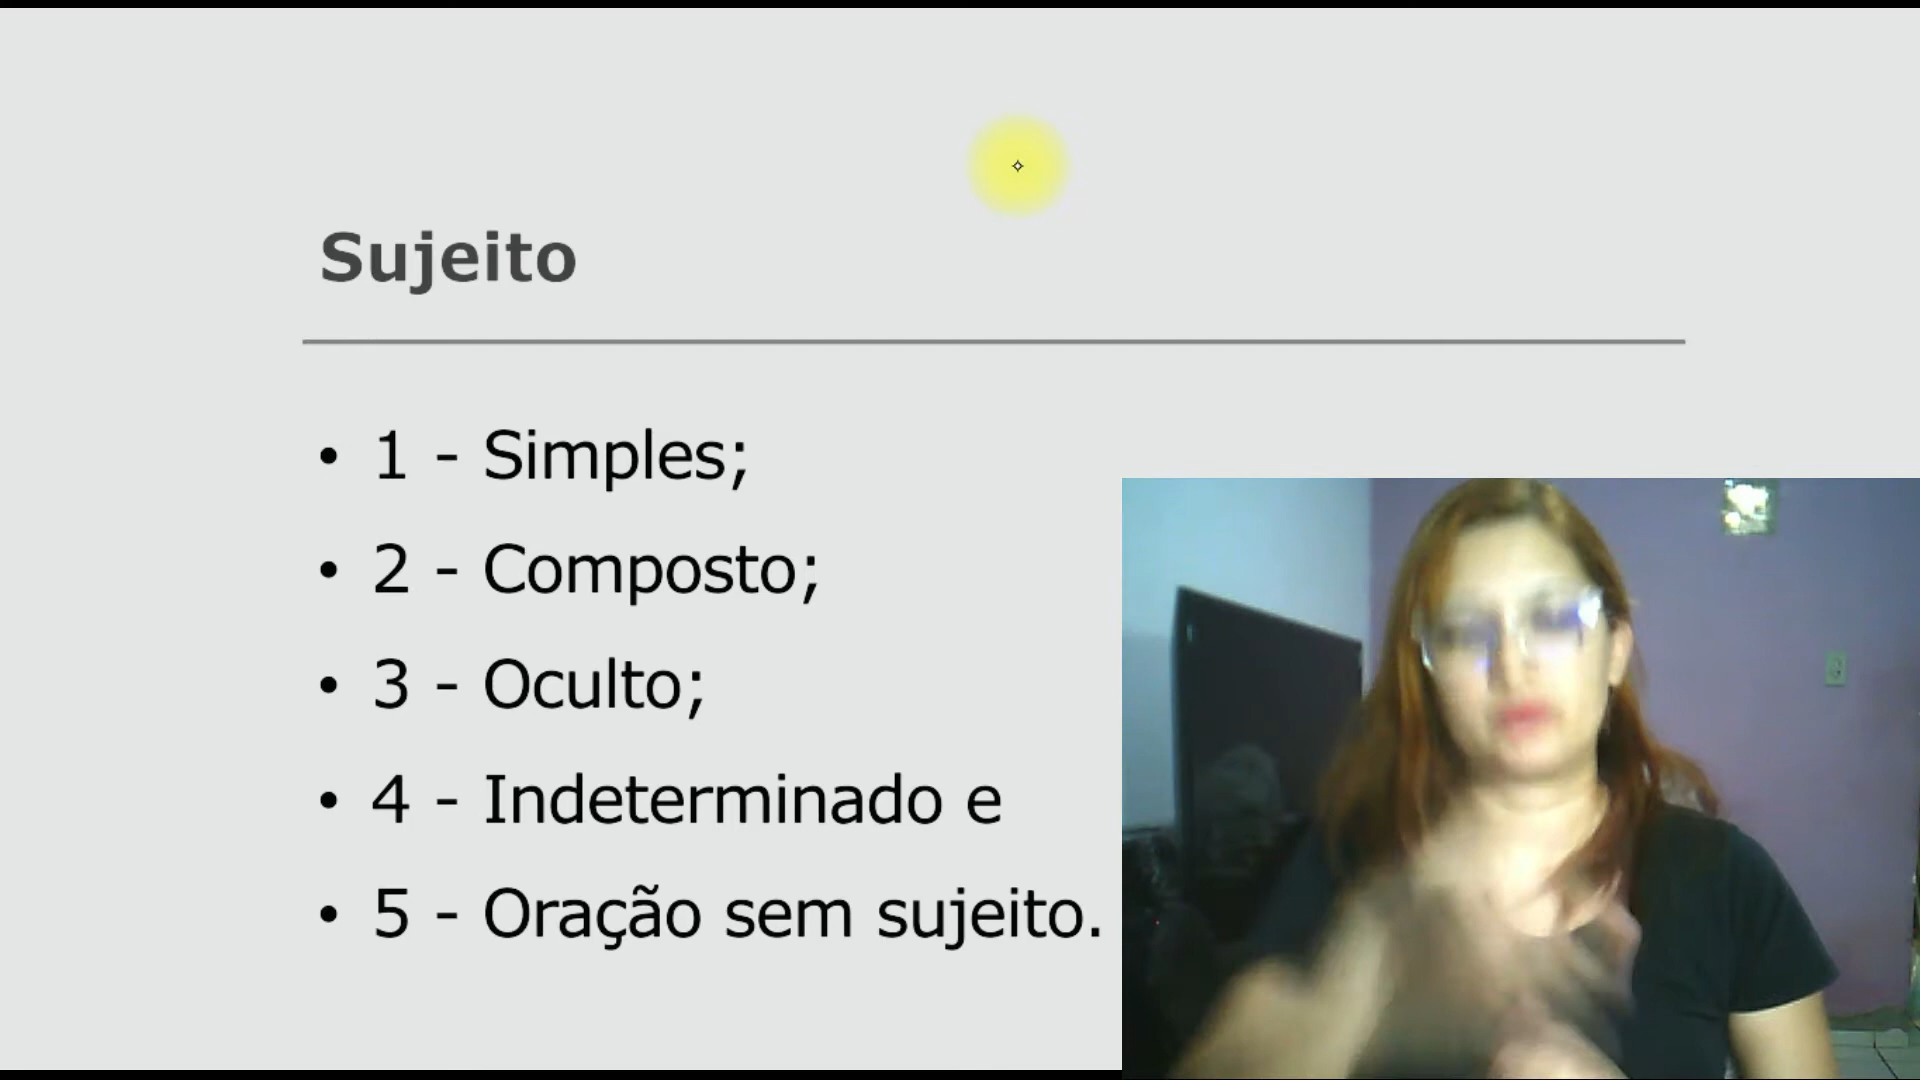 Sujeito
• 1 - Simples;
• 2 - Composto;
• 3 - Oculto;
• 4 - Indeterminado e
• 5 - Oração sem sujeito.